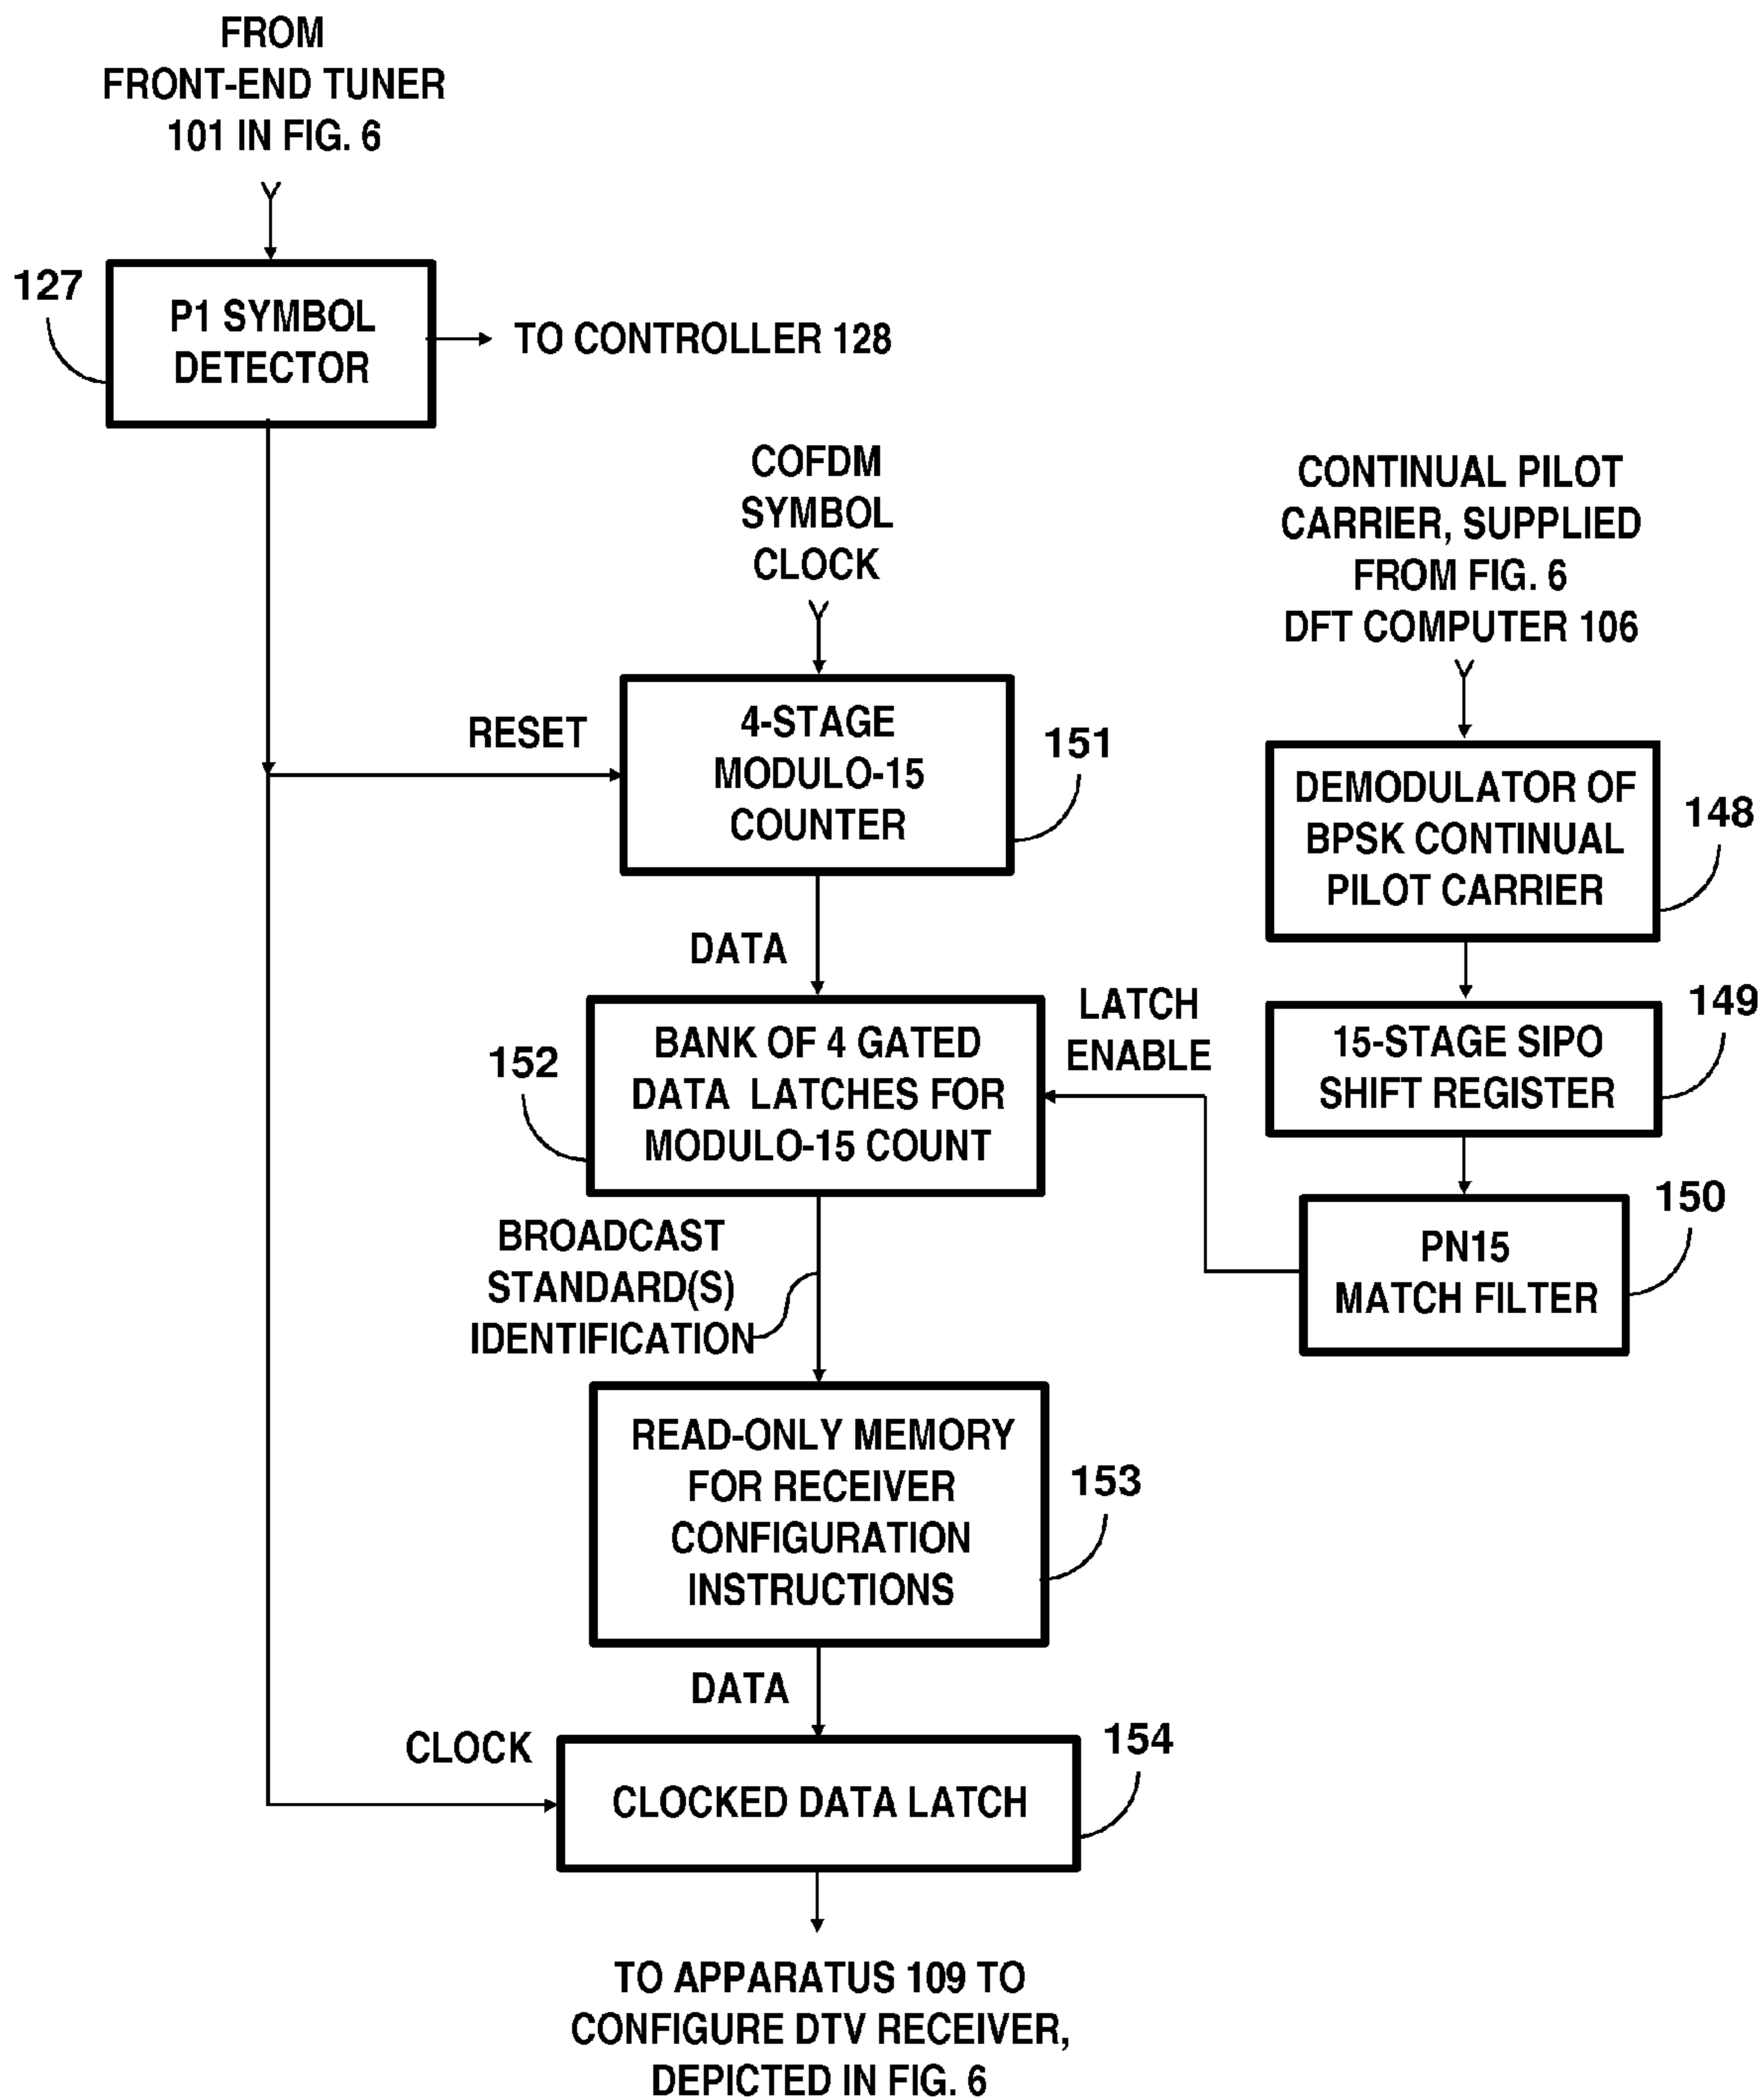 FROM
FRONT-END TUNER
101 IN FIG. 6
127
P1 SYMBOL
DETECTOR
TO CONTROLLER 128
COFDM
SYMBOL
CLOCK
CONTINUAL PILOT
CARRIER, SUPPLIED
FROM FIG. 6
DFT COMPUTER 106
RESET
4-STAGE
MODULO-15
COUNTER
151
DEMODULATOR OF
BPSK CONTINUAL
PILOT CARRIER
148
DATA
LATCH
ENABLE
152
BANK OF 4 GATED
DATA LATCHES FOR
MODULO-15 COUNT
15-STAGE SIPO
SHIFT REGISTER
149
BROADCAST
STANDARD(S)
IDENTIFICATION
PN15
MATCH FILTER
150
READ-ONLY MEMORY
FOR RECEIVER
CONFIGURATION
INSTRUCTIONS
153
DATA
CLOCK
CLOCKED DATA LATCH
154
TO APPARATUS 109 TO
CONFIGURE DTV RECEIVER,
DEPICTED IN FIG. 6